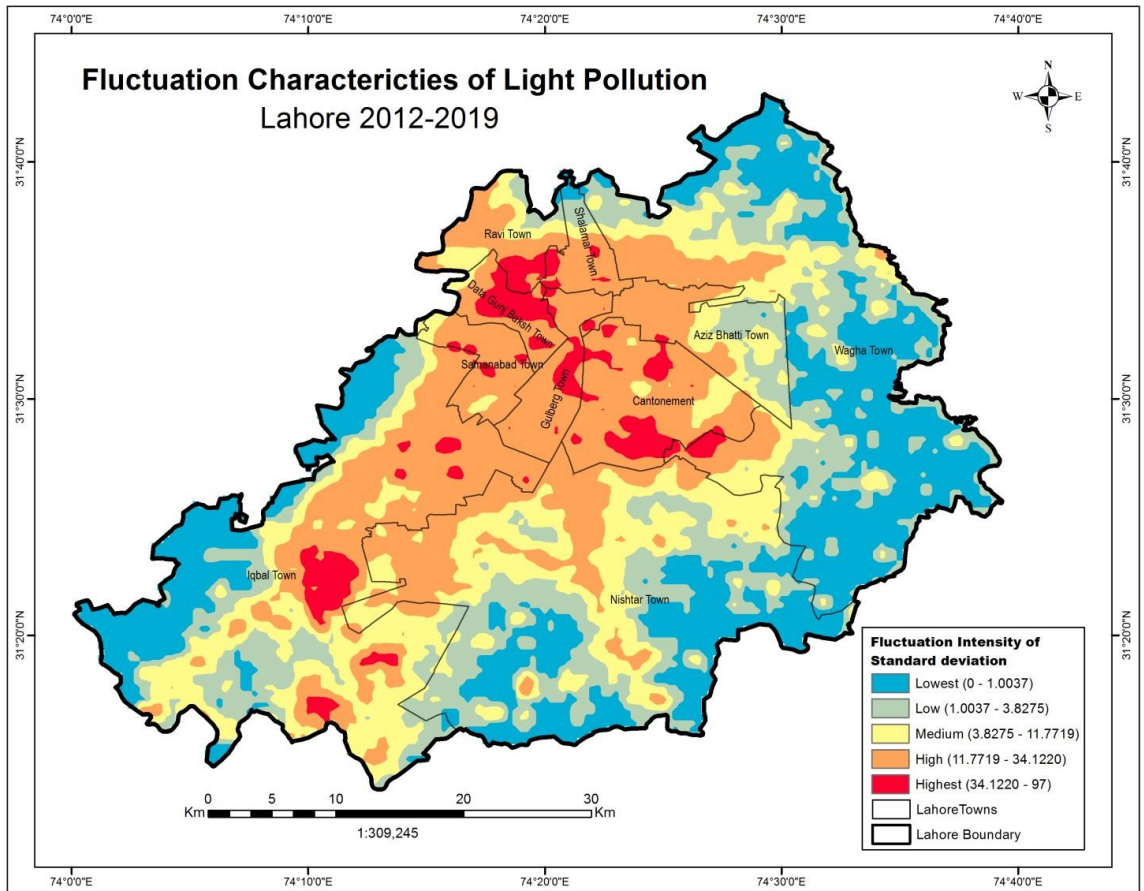 74°0'0"E 74°10'0"E 74°20'0"E 74°30'0"E 74°40'0"E
Fluctuation Charactericties of Light Pollution
Lahore 2012-2019
N
W E
S
31°40'0"N 31°40'0"N
31°30'0"N 31°30'0"N
31°20'0"N 31°20'0"N
Ravi Town
Shalamar Town
Data Gunj Baksh Town
Aziz Bhatti Town
Wagha Town
Samanabad Town
Gulberg Town
Cantonement
Iqbal Town
Nishtar Town
Fluctuation Intensity of
Standard deviation
Lowest (0 - 1.0037)
Low (1.0037 - 3.8275)
Medium (3.8275 - 11.7719)
High (11.7719 - 34.1220)
Highest (34.1220 - 97)
LahoreTowns
Lahore Boundary
0 5 10 20 30
Km Km
1:309,245
74°0'0"E 74°10'0"E 74°20'0"E 74°30'0"E 74°40'0"E